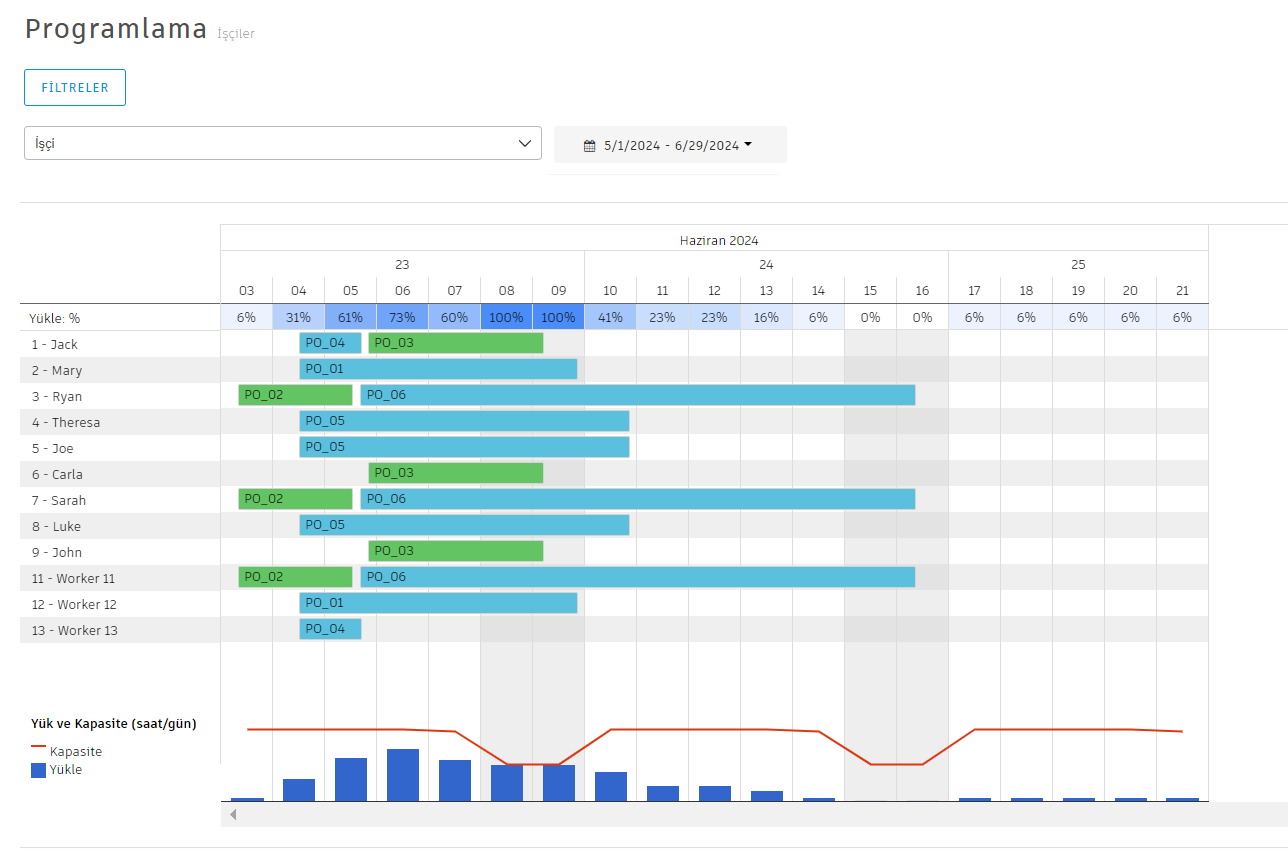 Programlama İşçiler
FİLTRELER
İşçi
5/1/2024 - 6/29/2024
Haziran 2024
23 24 25
03 04 05 06 07 08 09 10 11 12 13 14 15 16 17 18 19 20 21
Yükle: % 6% 31% 61% 73% 60% 100% 100% 41% 23% 23% 16% 6% 0% 0% 6% 6% 6% 6% 6%
1 - Jack PO_04 PO_03
2 - Mary PO_01
3 - Ryan PO_02 PO_06
4 - Theresa PO_05
5 - Joe PO_05
6 - Carla PO_03
7 - Sarah PO_02 PO_06
8 - Luke PO_05
9 - John PO_03
11 - Worker 11 PO_02 PO_06
12 - Worker 12 PO_01
13 - Worker 13 PO_04
Yük ve Kapasite (saat/gün)
Kapasite
Yükle